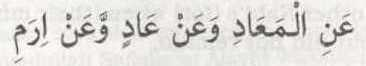 عَنِ الْمَعَادِ وَعَنْ عَادٍ وَّعَنْ اِرَمِ